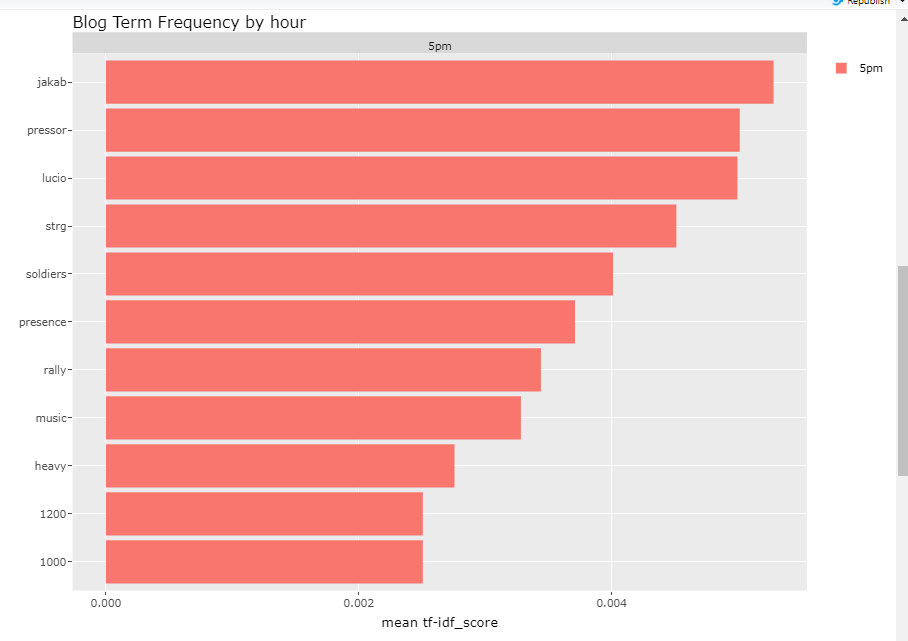 Republish
Blog Term Frequency by hour
5pm
5pm
jakab
pressor
lucio
strg
soldiers
presence
rally
music
heavy
1200
1000
0.000
0.002
0.004
mean tf-idf_score